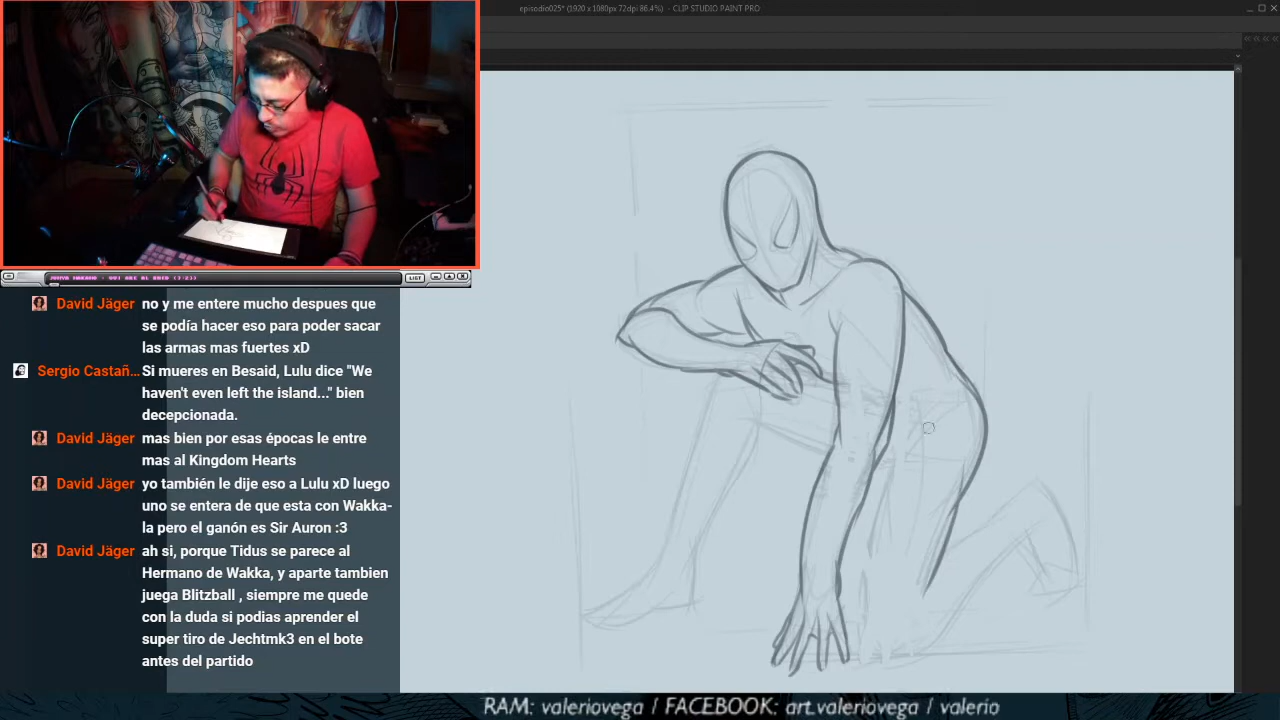 episodio025* (1920 x 1080px 72dpi 86.4%) - CLIP STUDIO PAINT PRO
LIST
David Jäger no y me entere mucho despues que
se podía hacer eso para poder sacar
las armas mas fuertes xD
Sergio Castañ... Si mueres en Besaid, Lulu dice "We
haven't even left the island..." bien
decepcionada.
David Jäger mas bien por esas épocas le entre
mas al Kingdom Hearts
David Jäger yo también le dije eso a Lulu xD luego
uno se entera de que esta con Wakka-
la pero el ganón es Sir Auron :3
David Jäger ah si, porque Tidus se parece al
Hermano de Wakka, y aparte tambien
juega Blitzball , siempre me quede
con la duda si podias aprender el
super tiro de Jechtmk3 en el bote
antes del partido
RAM: valeriovega / FACEBOOK: art.valeriovega / valerio